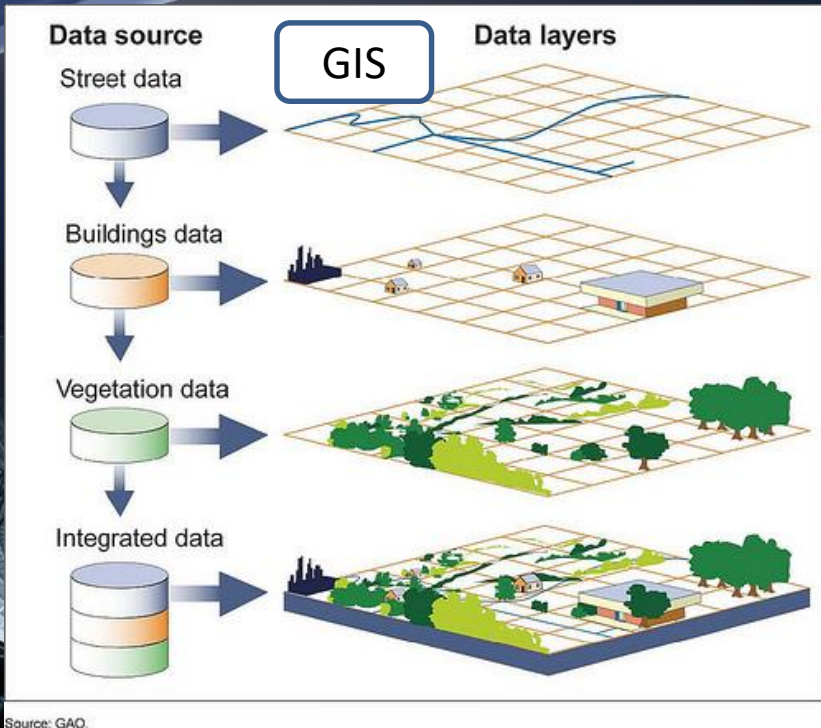 Data source
GIS
Data layers
Street data
Buildings data
Vegetation data
Integrated data
Source: GAO.